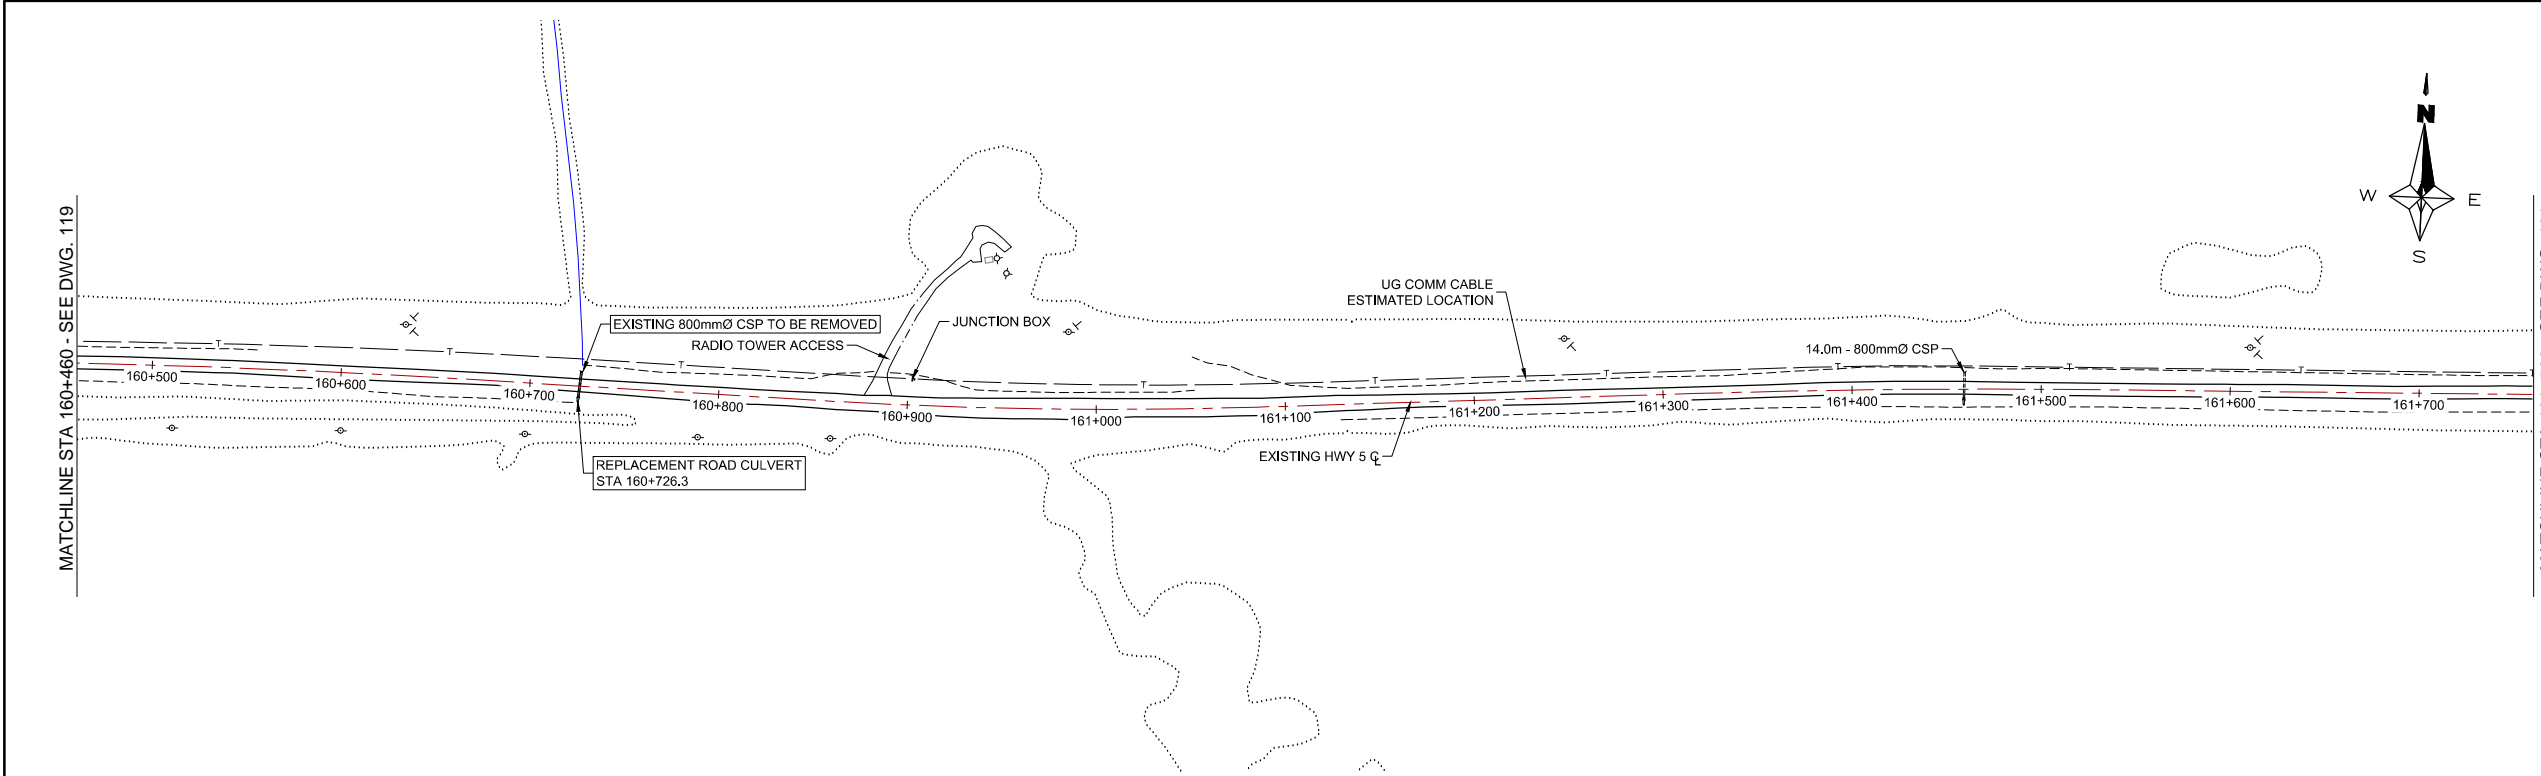 N
W
E
S
MATCHLINE STA 160+460 - SEE DWG. 119
UG COMM CABLE
ESTIMATED LOCATION
EXISTING 800mmØ CSP TO BE REMOVED
RADIO TOWER ACCESS
JUNCTION BOX
14.0m - 800mmØ CSP
T
T
T
T
T
T
T
T
T
T
160+500
160+600
160+700
160+800
160+900
161+000
161+100
161+200
161+300
161+400
161+500
161+600
161+700
EXISTING HWY 5 ℄
REPLACEMENT ROAD CULVERT
STA 160+726.3